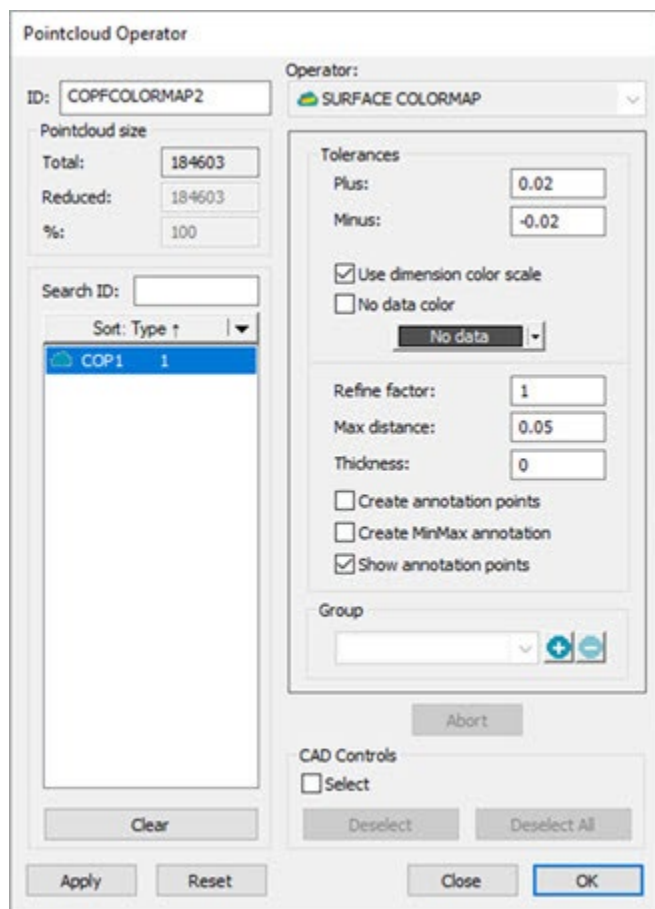 Pointcloud Operator
ID: COPFCOLORMAP2
Operator:
SURFACE COLORMAP
Pointcloud size
Total: 184603
Reduced: 184603
%: 100
Search ID:
Sort: Type ↑
COP1 1
Clear
Tolerances
Plus: 0.02
Minus: -0.02
Use dimension color scale
No data color
No data
Refine factor: 1
Max distance: 0.05
Thickness: 0
Create annotation points
Create MinMax annotation
Show annotation points
Group
Abort
CAD Controls
Select
Deselect Deselect All
Apply Reset Close OK